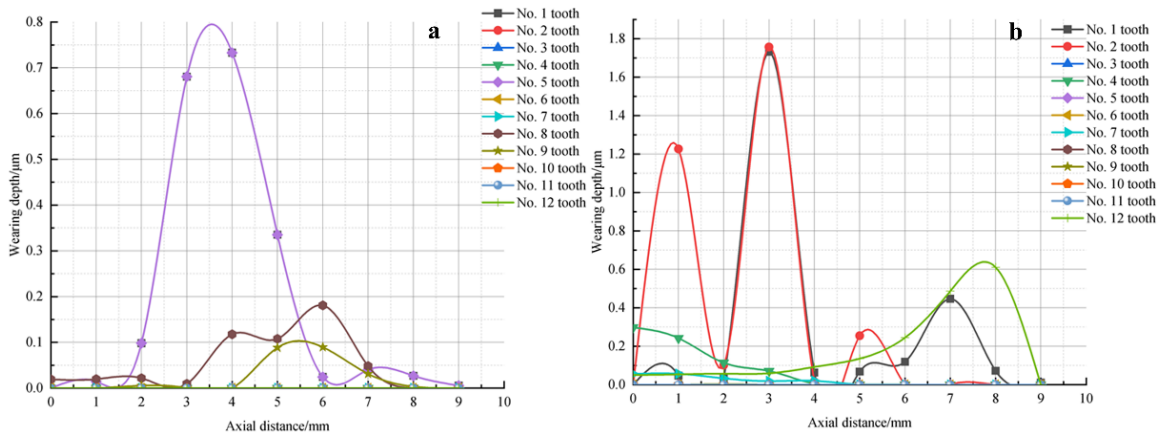 a
Wearing depth/μm
0.8
0.7
0.6
0.5
0.4
0.3
0.2
0.1
0.0
0 1 2 3 4 5 6 7 8 9 10
Axial distance/mm
No. 1 tooth
No. 2 tooth
No. 3 tooth
No. 4 tooth
No. 5 tooth
No. 6 tooth
No. 7 tooth
No. 8 tooth
No. 9 tooth
No. 10 tooth
No. 11 tooth
No. 12 tooth
b
Wearing depth/μm
1.8
1.6
1.4
1.2
1.0
0.8
0.6
0.4
0.2
0.0
0 1 2 3 4 5 6 7 8 9 10
Axial distance/mm
No. 1 tooth
No. 2 tooth
No. 3 tooth
No. 4 tooth
No. 5 tooth
No. 6 tooth
No. 7 tooth
No. 8 tooth
No. 9 tooth
No. 10 tooth
No. 11 tooth
No. 12 tooth